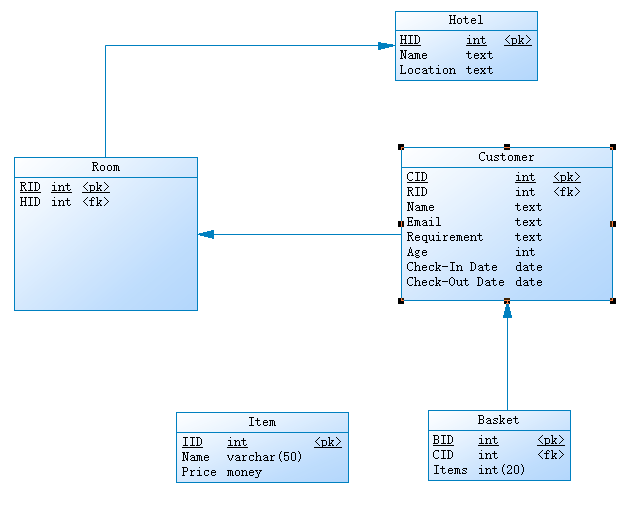 Hotel
HID int <pk>
Name text
Location text
Room
RID int <pk>
HID int <fk>
Customer
CID int <pk>
RID int <fk>
Name text
Email text
Requirement text
Age int
Check-In Date date
Check-Out Date date
Item
IID int <pk>
Name varchar(50)
Price money
Basket
BID int <pk>
CID int <fk>
Items int(20)